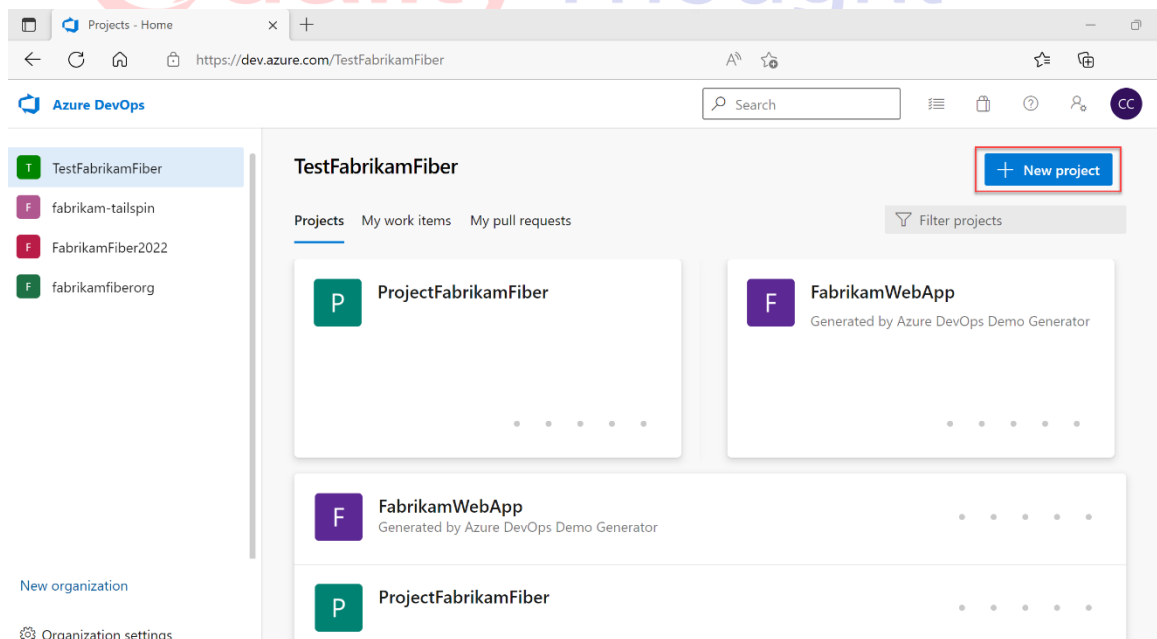 Quality Thought
Projects - Home
https://dev.azure.com/TestFabrikamFiber
A
Azure DevOps
Search
CC
T TestFabrikamFiber
F fabrikam-tailspin
F FabrikamFiber2022
F fabrikamfiberorg
New organization
Organization settings
TestFabrikamFiber
+ New project
Projects My work items My pull requests
Filter projects
P ProjectFabrikamFiber
F FabrikamWebApp
Generated by Azure DevOps Demo Generator
F FabrikamWebApp
Generated by Azure DevOps Demo Generator
P ProjectFabrikamFiber